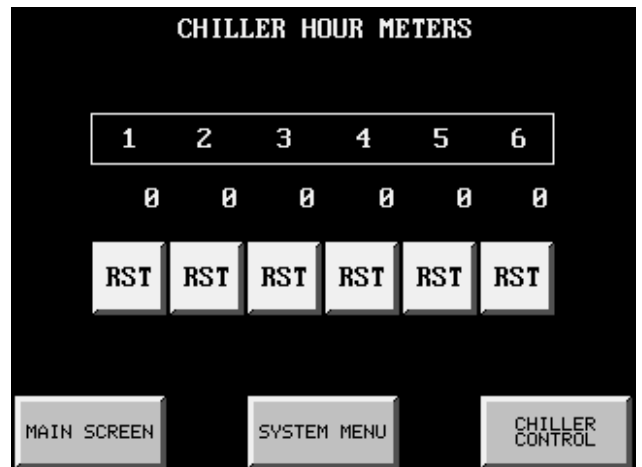 CHILLER HOUR METERS
1 2 3 4 5 6
0 0 0 0 0 0
RST RST RST RST RST RST
MAIN SCREEN SYSTEM MENU CHILLER
CONTROL